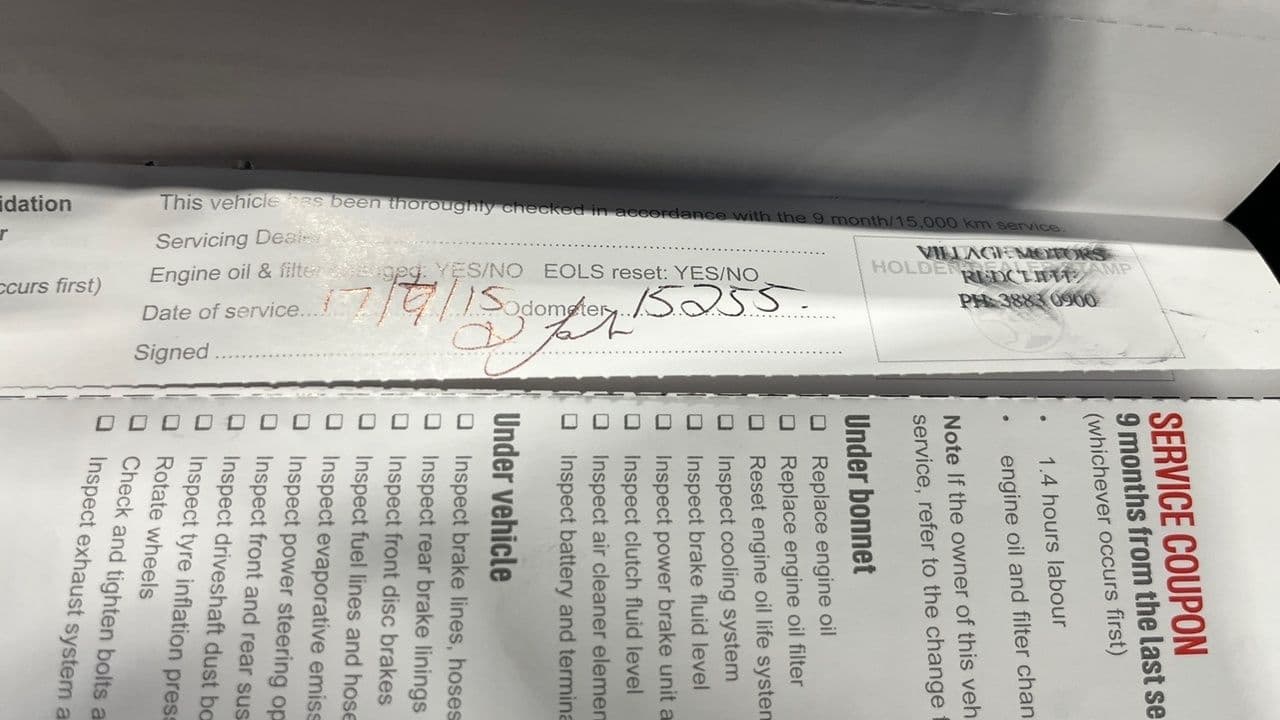 idation
r
ccurs first)
This vehicle has been thoroughly checked in accordance with the 9 month/15,000 km service.
Servicing Dealer
Engine oil & filter changed: YES/NO EOLS reset: YES/NO
Date of service... 17/9/15 Odometer... 15255.
Signed
HOLDEN DEALER STAMP
VILLAGE MOTORS
REDCLIFFE
PH: 3883 0900
SERVICE COUPON
9 months from the last se
(whichever occurs first)
• 1.4 hours labour
• engine oil and filter chan
Note If the owner of this veh
service, refer to the change
Under bonnet
Replace engine oil
Replace engine oil filter
Reset engine oil life system
Inspect cooling system
Inspect brake fluid level
Inspect power brake unit a
Inspect clutch fluid level
Inspect air cleaner elemen
Inspect battery and termina
Under vehicle
Inspect brake lines, hoses
Inspect rear brake linings
Inspect front disc brakes
Inspect fuel lines and hose
Inspect evaporative emiss
Inspect power steering op
Inspect front and rear sus
Inspect driveshaft dust bo
Inspect tyre inflation press
Rotate wheels
Check and tighten bolts a
Inspect exhaust system a